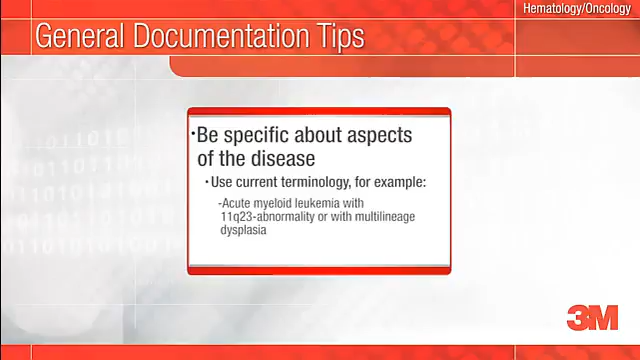 Hematology/Oncology
General Documentation Tips
•Be specific about aspects
of the disease
•Use current terminology, for example:
-Acute myeloid leukemia with
11q23-abnormality or with multilineage
dysplasia
3M